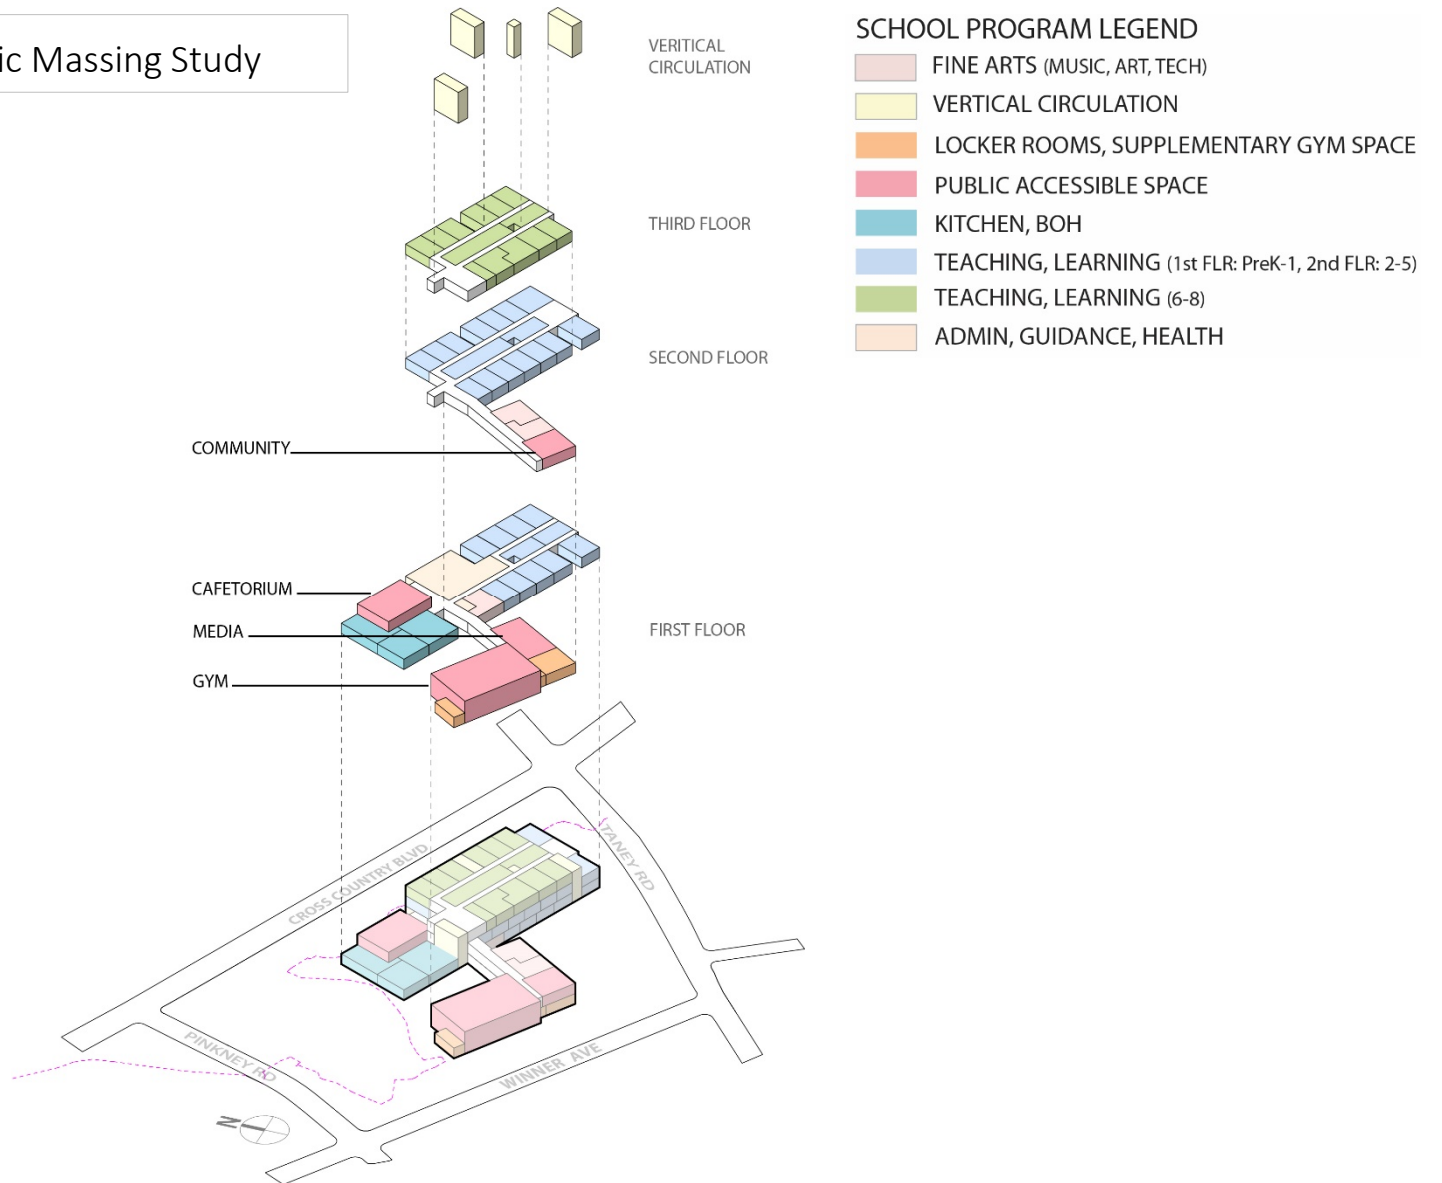 ic Massing Study
VERITICAL
CIRCULATION
THIRD FLOOR
SECOND FLOOR
COMMUNITY
CAFETORIUM
MEDIA
FIRST FLOOR
GYM
CROSS COUNTRY BLVD
TANEY RD
PINKNEY RD
WINNER AVE
N
SCHOOL PROGRAM LEGEND
FINE ARTS (MUSIC, ART, TECH)
VERTICAL CIRCULATION
LOCKER ROOMS, SUPPLEMENTARY GYM SPACE
PUBLIC ACCESSIBLE SPACE
KITCHEN, BOH
TEACHING, LEARNING (1st FLR: PreK-1, 2nd FLR: 2-5)
TEACHING, LEARNING (6-8)
ADMIN, GUIDANCE, HEALTH